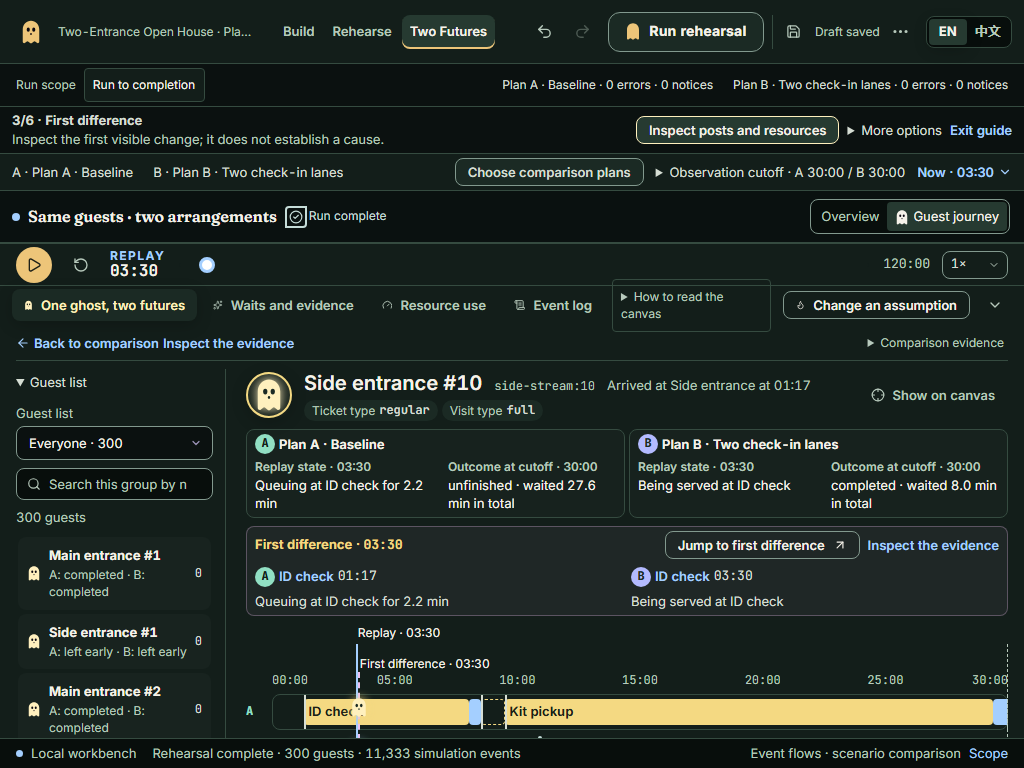 Two-Entrance Open House · Pla...
Build
Rehearse
Two Futures
Run rehearsal
Draft saved
EN
中文
Run scope
Run to completion
Plan A · Baseline · 0 errors · 0 notices
Plan B · Two check-in lanes · 0 errors · 0 notices
3/6 · First difference
Inspect the first visible change; it does not establish a cause.
Inspect posts and resources
More options
Exit guide
A · Plan A · Baseline
B · Plan B · Two check-in lanes
Choose comparison plans
Observation cutoff · A 30:00 / B 30:00
Now · 03:30
Same guests · two arrangements
Run complete
Overview
Guest journey
REPLAY
03:30
120:00
1×
One ghost, two futures
Waits and evidence
Resource use
Event log
How to read the
canvas
Change an assumption
Back to comparison
Inspect the evidence
Comparison evidence
Guest list
Guest list
Everyone · 300
Search this group by n
300 guests
Main entrance #1
A: completed · B:
completed
0
Side entrance #1
A: left early · B: left early
0
Main entrance #2
A: completed · B:
completed
0
Side entrance #10
side-stream:10
Arrived at Side entrance at 01:17
Ticket type regular
Visit type full
Show on canvas
A Plan A · Baseline
Replay state · 03:30
Queuing at ID check for 2.2
min
Outcome at cutoff · 30:00
unfinished · waited 27.6
min in total
B Plan B · Two check-in lanes
Replay state · 03:30
Being served at ID check
Outcome at cutoff · 30:00
completed · waited 8.0 min
in total
First difference · 03:30
Jump to first difference
Inspect the evidence
A ID check 01:17
Queuing at ID check for 2.2 min
B ID check 03:30
Being served at ID check
Replay · 03:30
First difference · 03:30
00:00
05:00
10:00
15:00
20:00
25:00
30:00
A
Kit pickup
Local workbench
Rehearsal complete · 300 guests · 11,333 simulation events
Event flows · scenario comparison
Scope